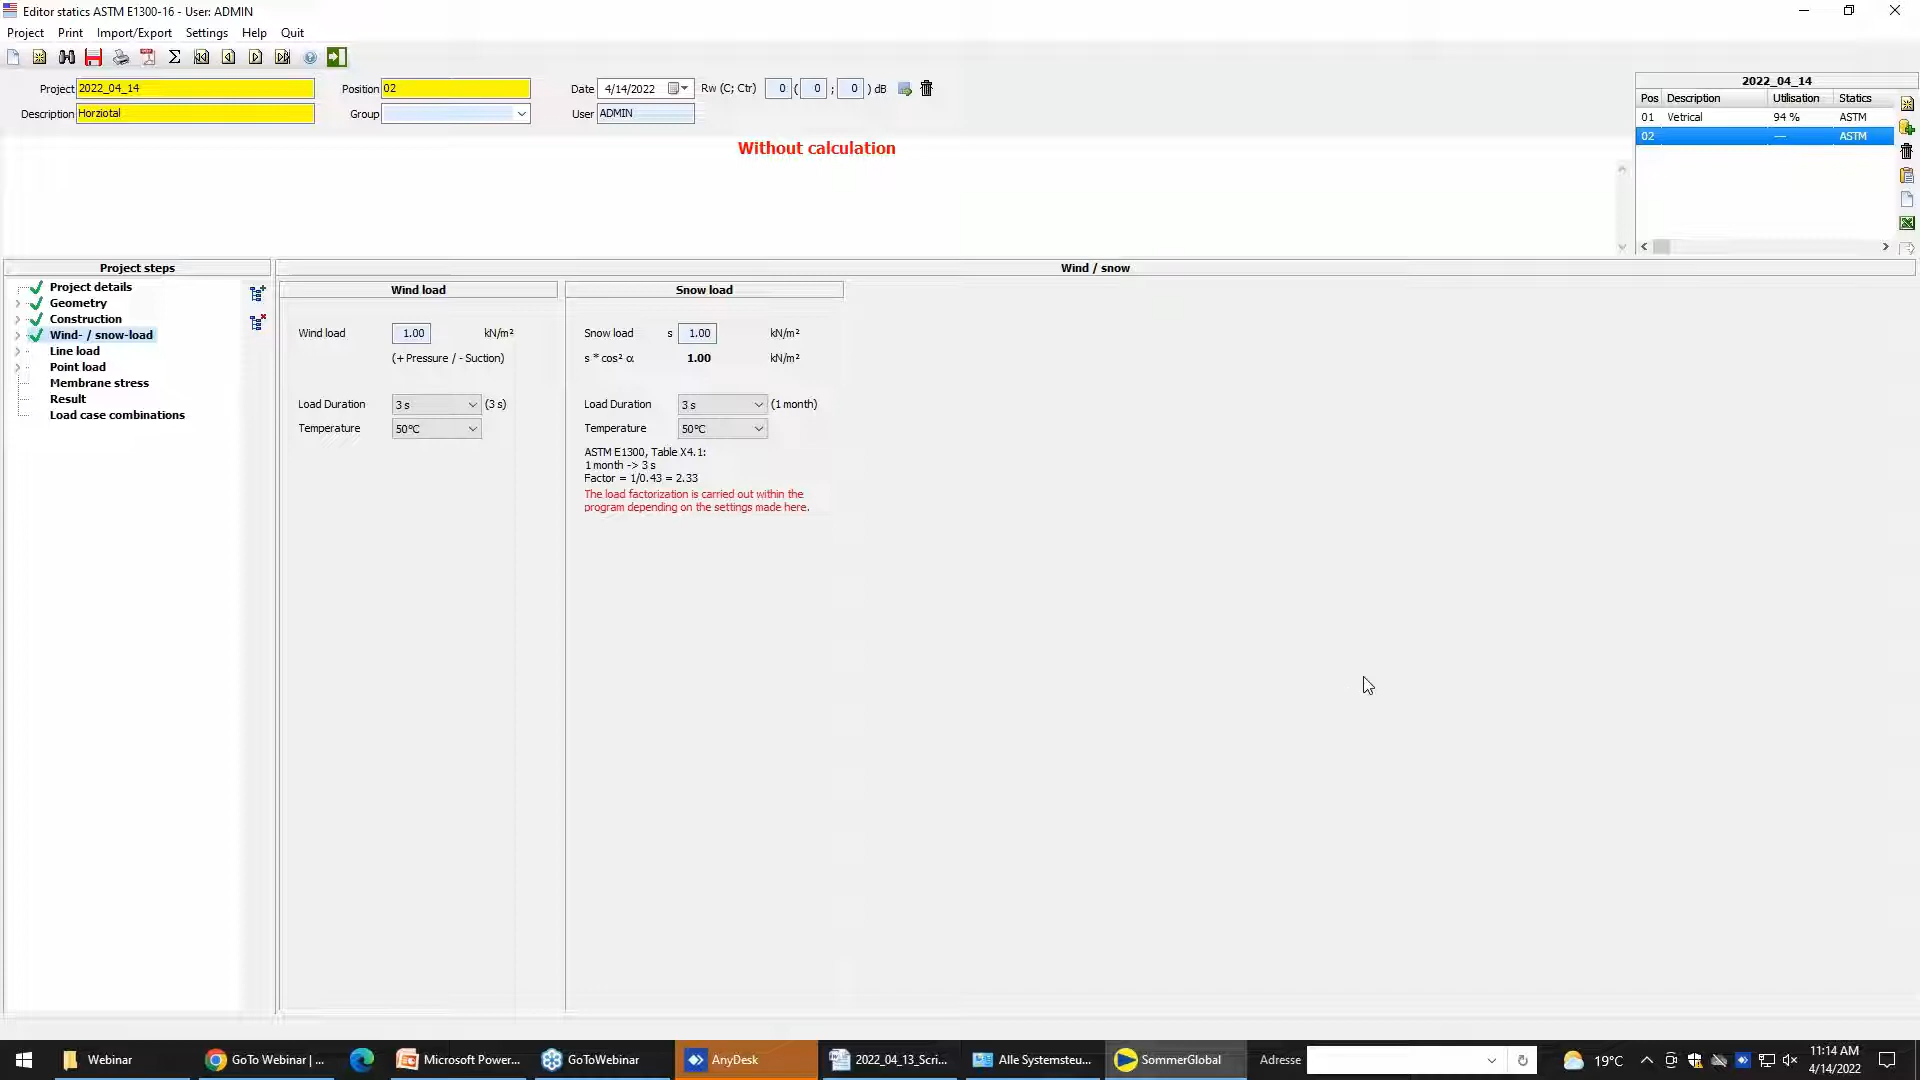 Editor statics ASTM E1300-16 - User: ADMIN
Project Print Import/Export Settings Help Quit
Project 2022_04_14 Position 02 Date 4/14/2022 Rw (C; Ctr) 0 ( 0 ; 0 ) dB
Description Horziotal Group User ADMIN
Without calculation
2022_04_14
Pos Description Utilisation Statics
01 Vetrical 94 % ASTM
02 --- ASTM
Project steps
Project details
Geometry
Construction
Wind- / snow-load
Line load
Point load
Membrane stress
Result
Load case combinations
Wind / snow
Wind load
Wind load 1.00 kN/m²
(+ Pressure / - Suction)
Load Duration 3 s (3 s)
Temperature 50°C
Snow load
Snow load s 1.00 kN/m²
s * cos² α 1.00 kN/m²
Load Duration 3 s (1 month)
Temperature 50°C
ASTM E1300, Table X4.1:
1 month -> 3 s
Factor = 1/0.43 = 2.33
The load factorization is carried out within the
program depending on the settings made here.
Webinar GoTo Webinar | ... Microsoft Power... GoToWebinar AnyDesk 2022_04_13_Scri... Alle Systemsteu... SommerGlobal Adresse 19°C 11:14 AM
4/14/2022